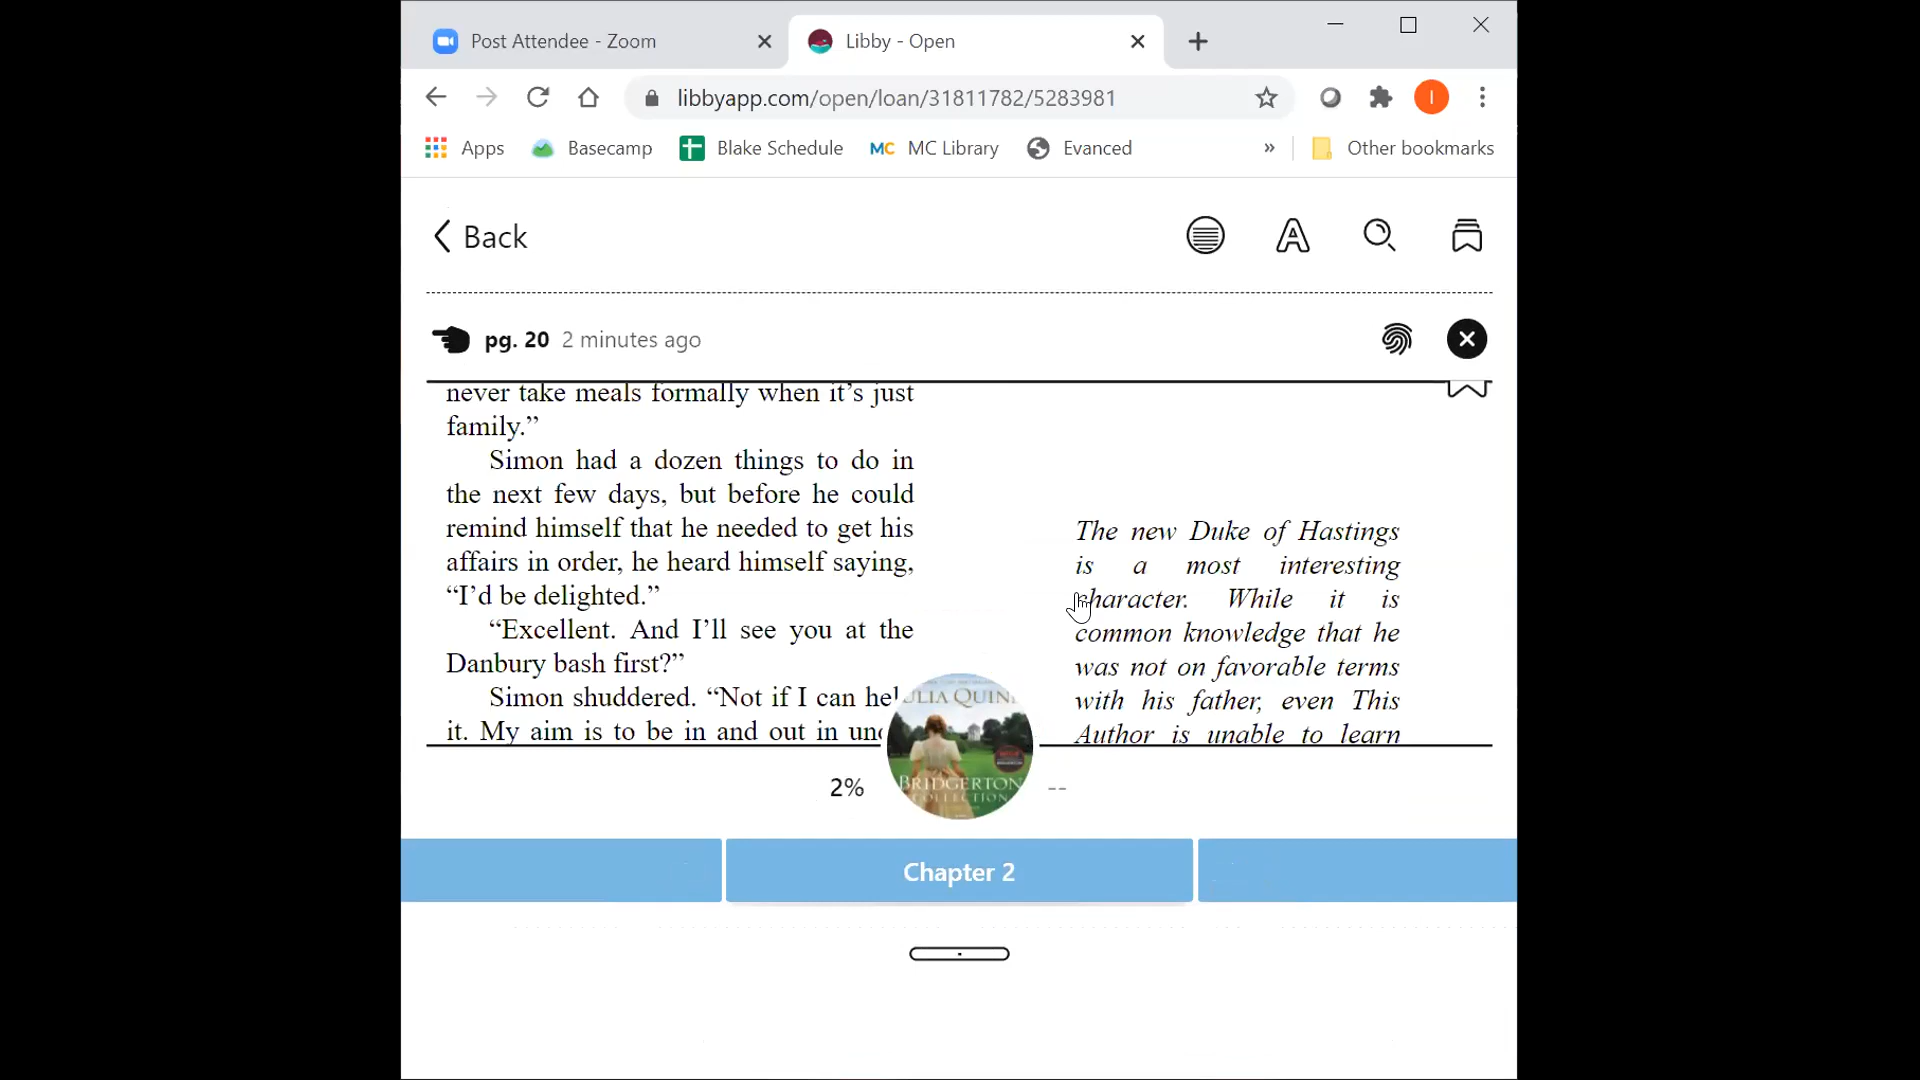 Post Attendee - Zoom
Libby - Open
libbyapp.com/open/loan/31811782/5283981
I
Apps
Basecamp
Blake Schedule
MC
MC Library
Evanced
»
Other bookmarks
Back
A
pg. 20 2 minutes ago
never take meals formally when it’s just
family.”
Simon had a dozen things to do in
the next few days, but before he could
remind himself that he needed to get his
affairs in order, he heard himself saying,
“I’d be delighted.”
“Excellent. And I’ll see you at the
Danbury bash first?”
Simon shuddered. “Not if I can hel
it. My aim is to be in and out in un
The new Duke of Hastings
is a most interesting
character. While it is
common knowledge that he
was not on favorable terms
with his father, even This
Author is unable to learn
ULIA QUIN
BRIDGERTON
COLLECTION
2%
--
Chapter 2